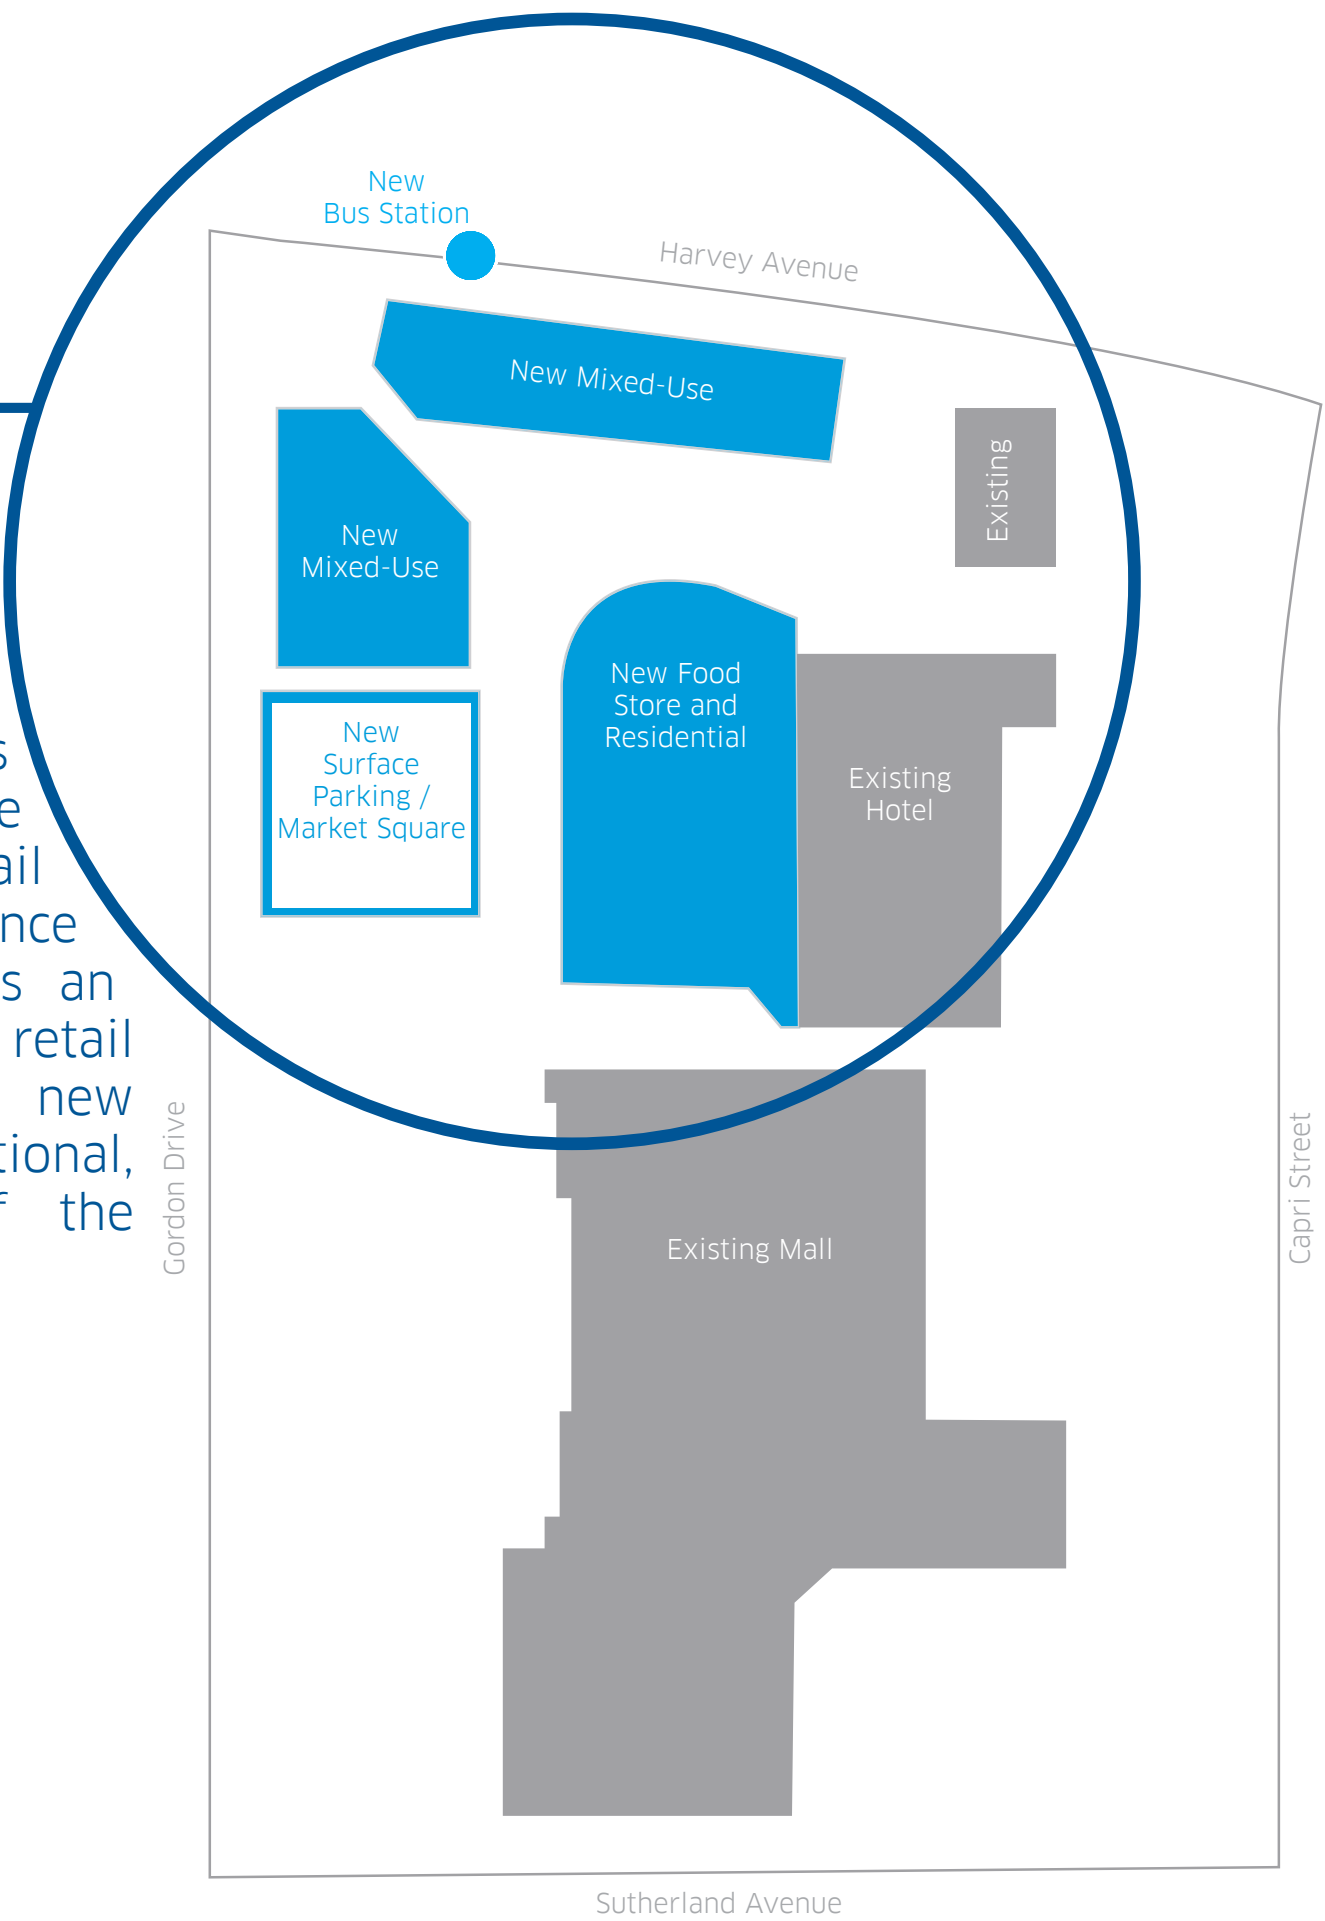 New
Bus Station
Harvey Avenue
New Mixed-Use
Existing
New
Mixed-Use
New Food
Store and
Residential
New
Surface
Parking /
Market Square
Existing
Hotel
an
retail
new
the
Gordon Drive
Capri Street
Existing Mall
Sutherland Avenue